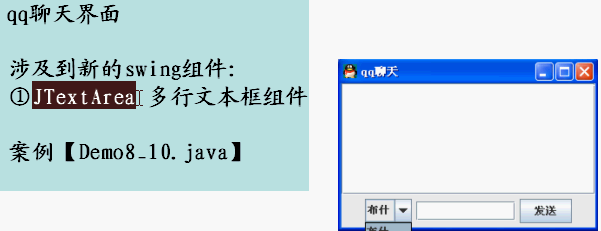 qq聊天界面
涉及到新的swing组件:
①JTextArea 多行文本框组件
案例【Demo8_10.java】
qq聊天
布什 发送
布什